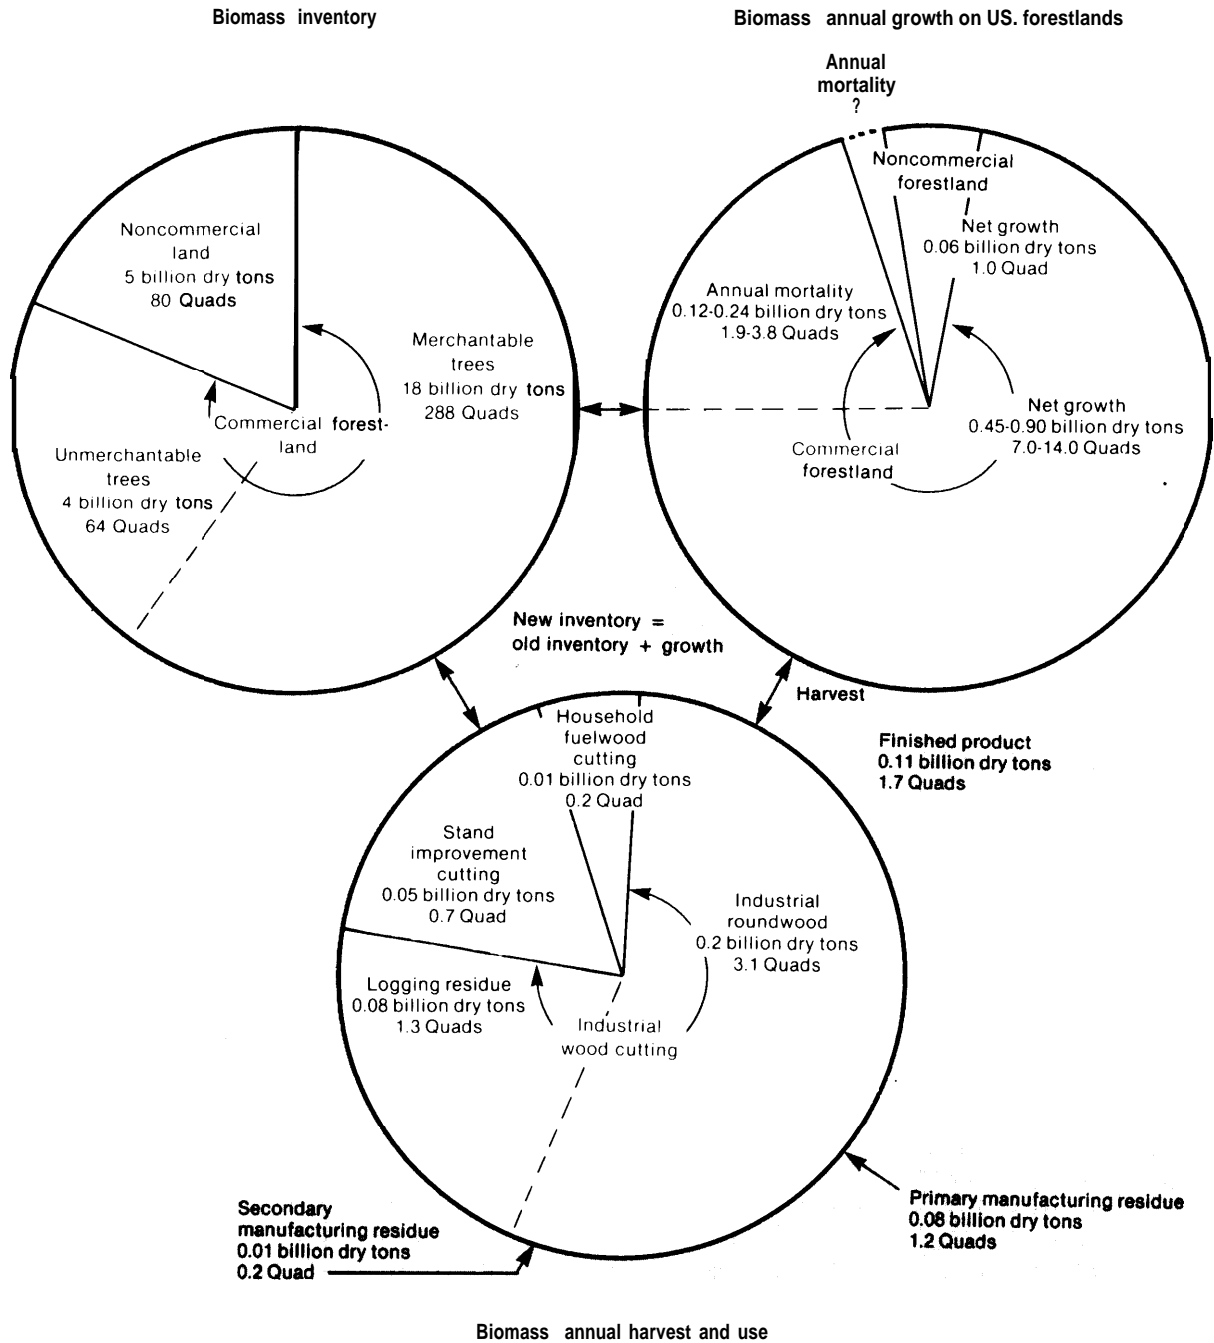 Biomass inventory
Biomass annual growth on US. forestlands
Annual
mortality
?
Noncommercial
land
5 billion dry tons
80 Quads
Merchantable
trees
18 billion dry tons
288 Quads
Commercial forest-
land
Unmerchantable
trees
4 billion dry tons
64 Quads
Noncommercial
forestland
Net growth
0.06 billion dry tons
1.0 Quad
Annual mortality
0.12-0.24 billion dry tons
1.9-3.8 Quads
Net growth
0.45-0.90 billion dry tons
7.0-14.0 Quads
Commercial
forestland
New inventory =
old inventory + growth
Harvest
Finished product
0.11 billion dry tons
1.7 Quads
Household
fuelwood
cutting
0.01 billion dry tons
0.2 Quad
Stand
improvement
cutting
0.05 billion dry tons
0.7 Quad
Industrial
roundwood
0.2 billion dry tons
3.1 Quads
Logging residue
0.08 billion dry tons
1.3 Quads
Industrial
wood cutting
Secondary
manufacturing residue
0.01 billion dry tons
0.2 Quad
Primary manufacturing residue
0.08 billion dry tons
1.2 Quads
Biomass annual harvest and use